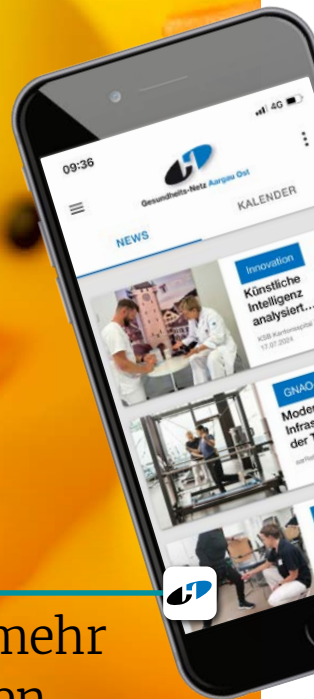 09:36
4G
Gesundheits-Netz Aargau Ost
NEWS
KALENDER
Innovation
Künstliche
Intelligenz
analysiert...
KSB Kantonsspital
17.07.2024
GNAO
Moder
Infras
der T
mehr